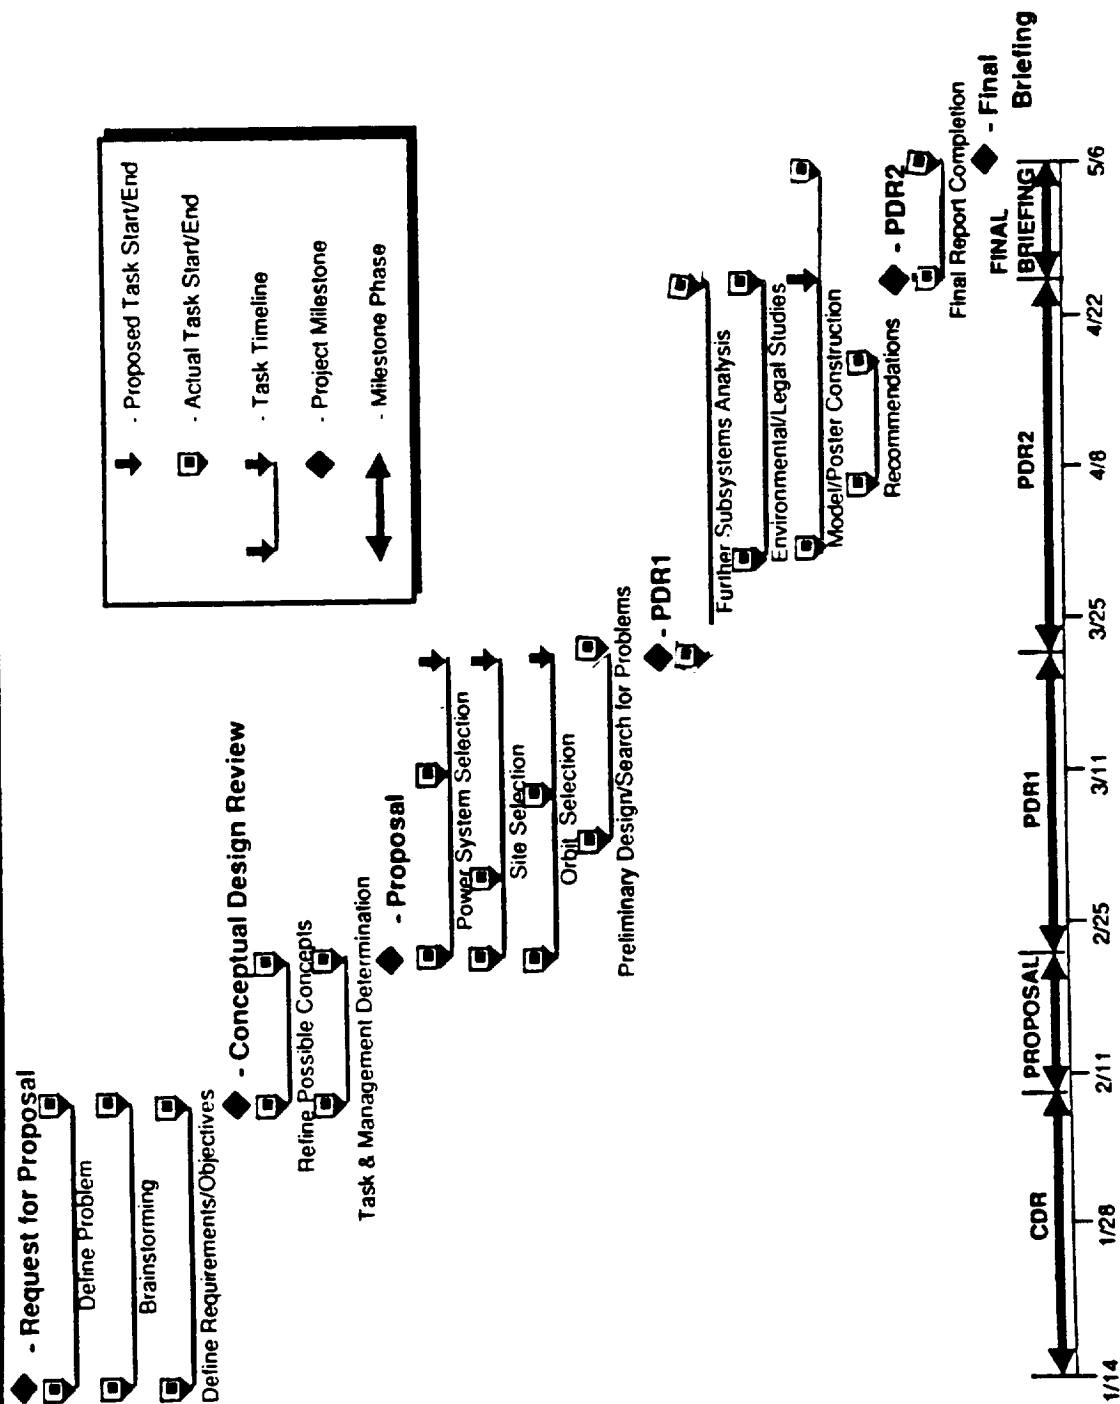 - Request for Proposal
Define Problem
Brainstorming
Define Requirements/Objectives
- Conceptual Design Review
Refine Possible Concepts
Task & Management Determination
- Proposal
Power System Selection
Site Selection
Orbit Selection
Preliminary Design/Search for Problems
- PDR1
Further Subsystems Analysis
Environmental/Legal Studies
Model/Poster Construction
Recommendations
- PDR2
Final Report Completion
- Final
Briefing
- Proposed Task Start/End
- Actual Task Start/End
- Task Timeline
- Project Milestone
- Milestone Phase
CDR
PROPOSAL
PDR1
PDR2
FINAL
BRIEFING
1/14
1/28
2/11
2/25
3/11
3/25
4/8
4/22
5/6